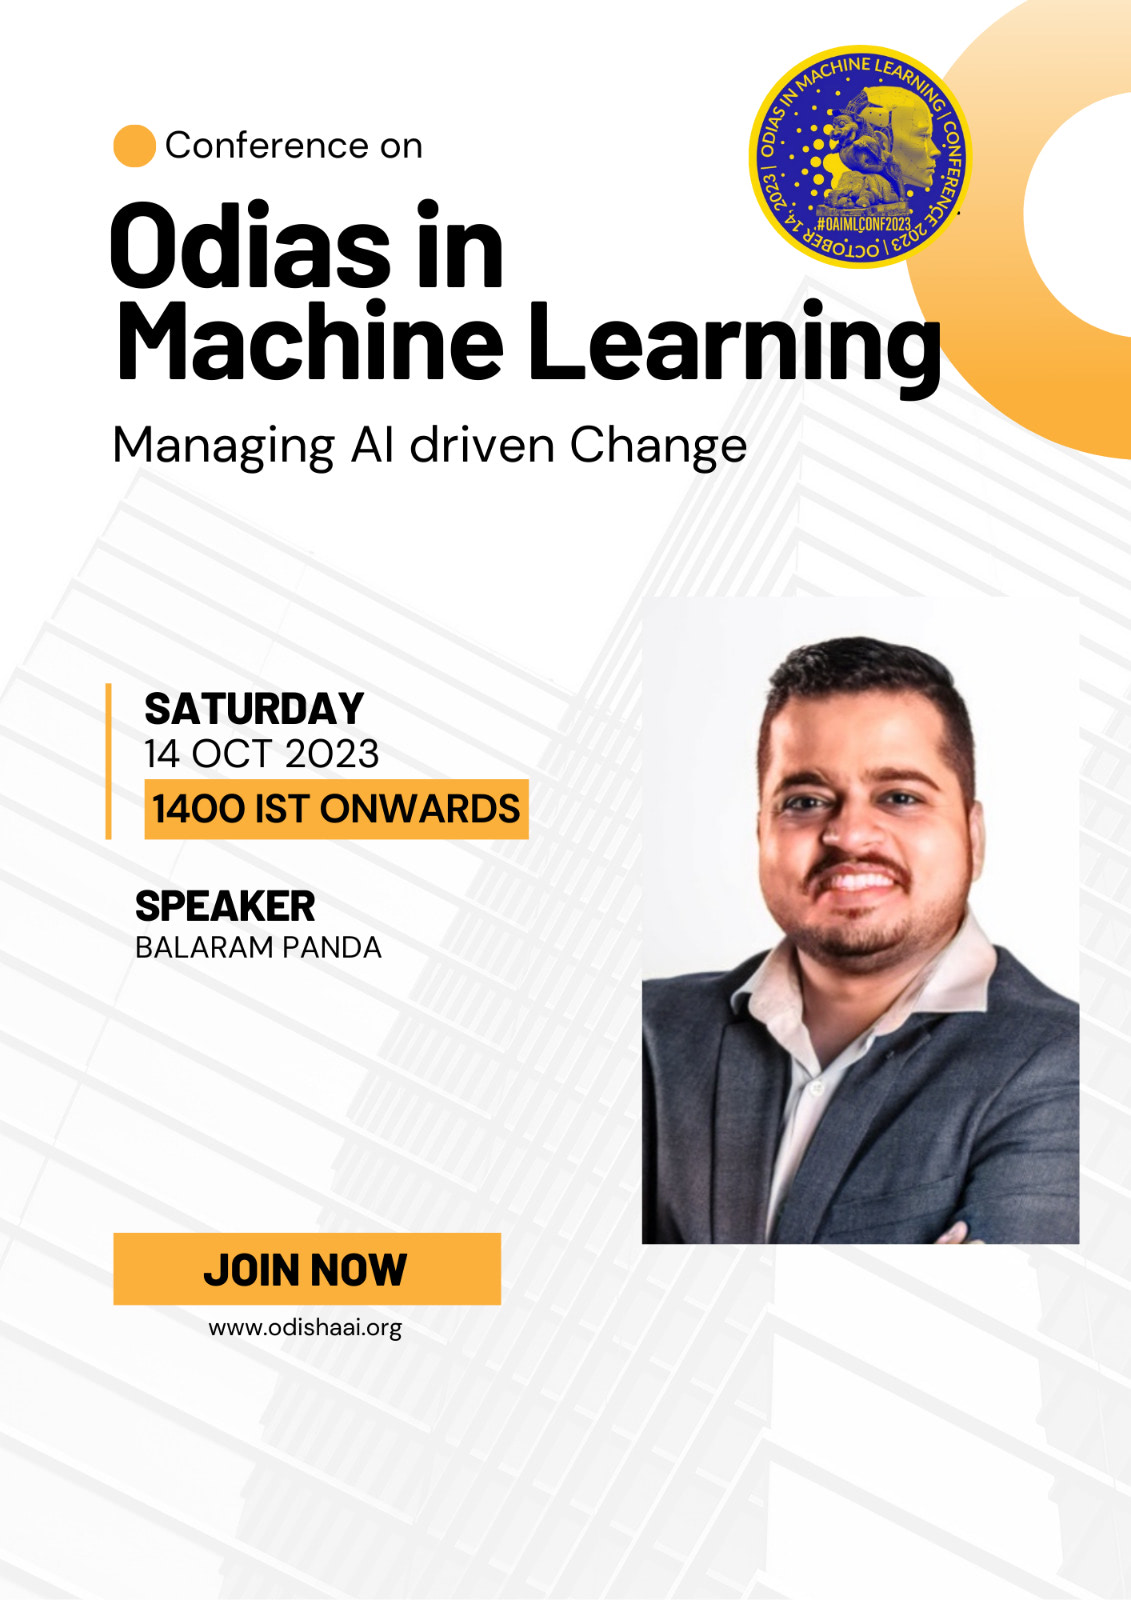 Conference on
Odias in
Machine Learning
Managing AI driven Change
ODIAS IN MACHINE LEARNING | CONFERENCE 2023 | OCTOBER 14, 2023 |
#OAIMLCONF2023
SATURDAY
14 OCT 2023
1400 IST ONWARDS
SPEAKER
BALARAM PANDA
JOIN NOW
www.odishaai.org